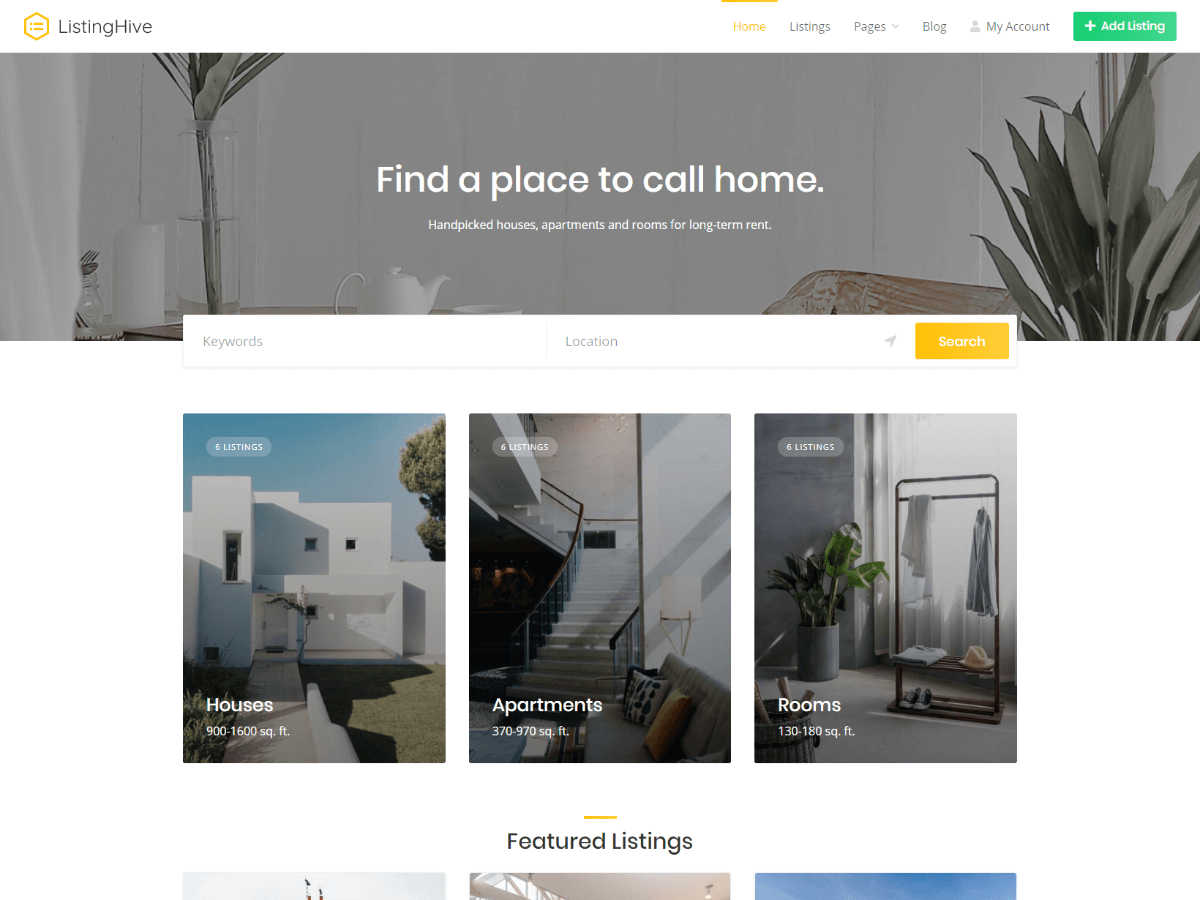 ListingHive
Home
Listings
Pages
Blog
My Account
Add Listing
Find a place to call home.
Handpicked houses, apartments and rooms for long-term rent.
Keywords
Location
Search
6 LISTINGS
Houses
900-1600 sq. ft.
6 LISTINGS
Apartments
370-970 sq. ft.
6 LISTINGS
Rooms
130-180 sq. ft.
Featured Listings